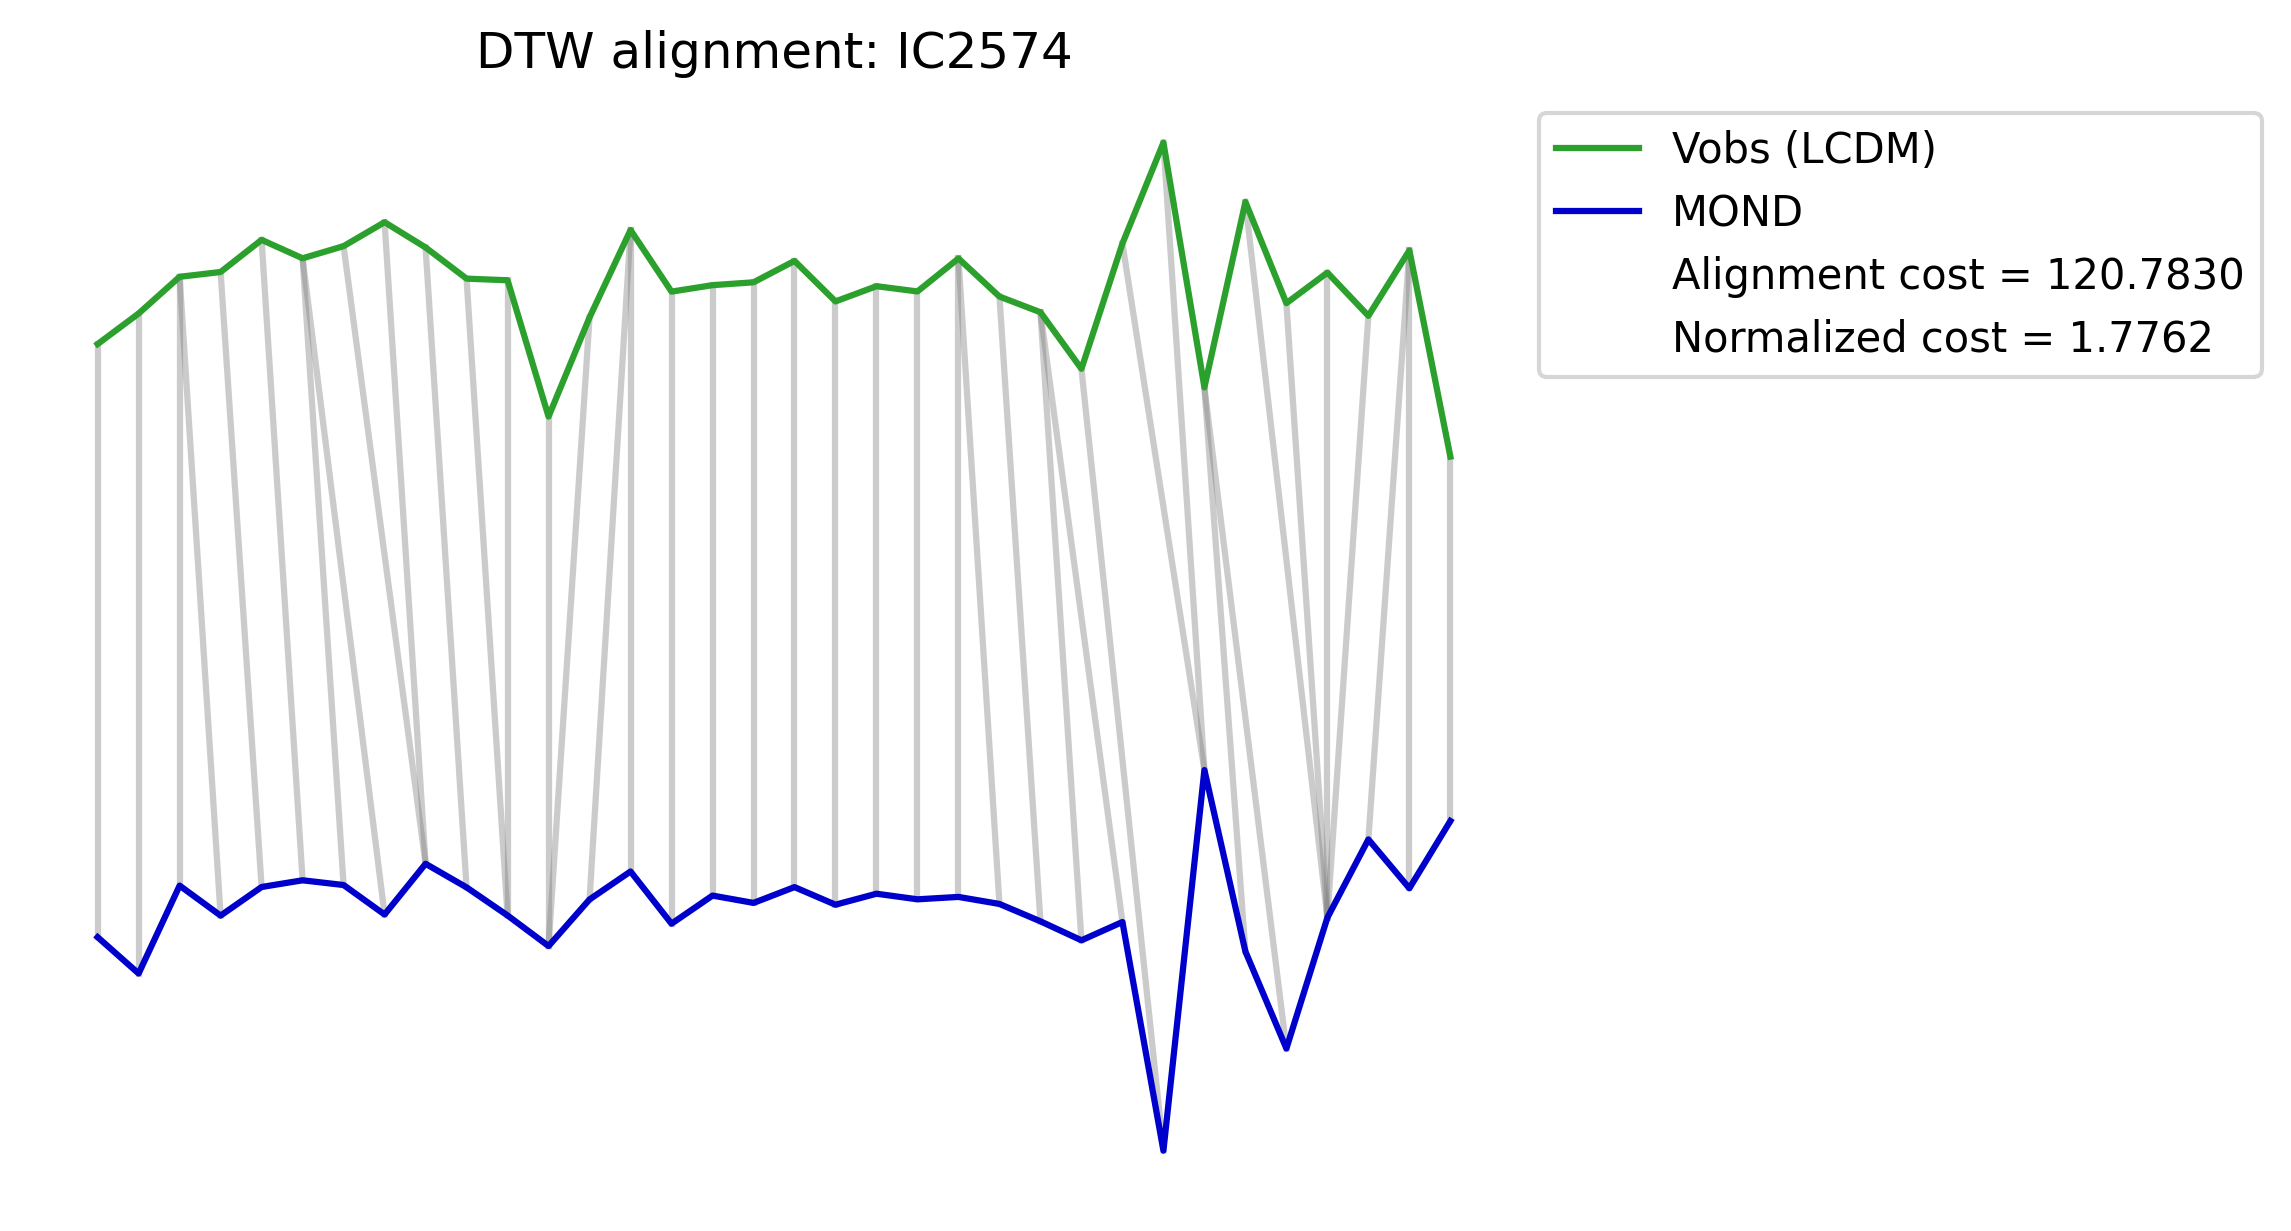 DTW alignment: IC2574
Vobs (LCDM)
MOND
Alignment cost = 120.7830
Normalized cost = 1.7762